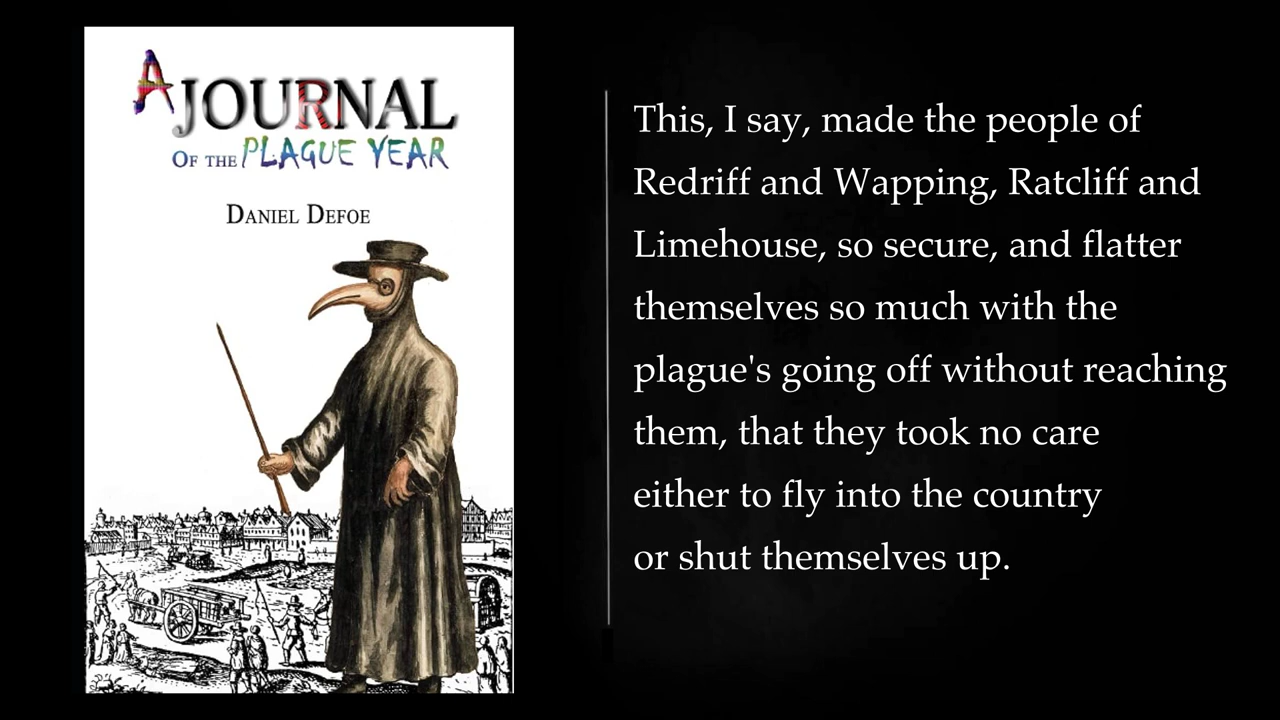 A JOURNAL
OF THE PLAGUE YEAR
DANIEL DEFOE
This, I say, made the people of
Redriff and Wapping, Ratcliff and
Limehouse, so secure, and flatter
themselves so much with the
plague's going off without reaching
them, that they took no care
either to fly into the country
or shut themselves up.